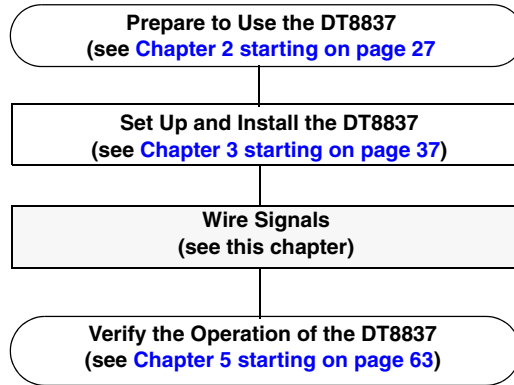 Prepare to Use the DT8837
(see Chapter 2 starting on page 27
Set Up and Install the DT8837
(see Chapter 3 starting on page 37)
Wire Signals
(see this chapter)
Verify the Operation of the DT8837
(see Chapter 5 starting on page 63)